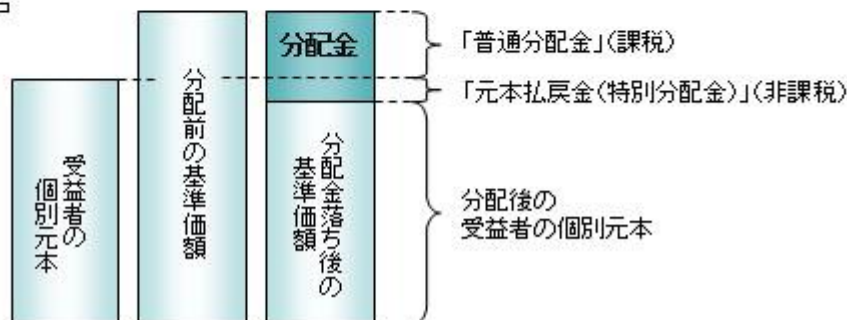 分配金
「普通分配金」(課税)
「元本払戻金(特別分配金)」(非課税)
受益者の
個別元本
分配前の基準価額
分配金落ち後の
基準価額
分配後の
受益者の個別元本